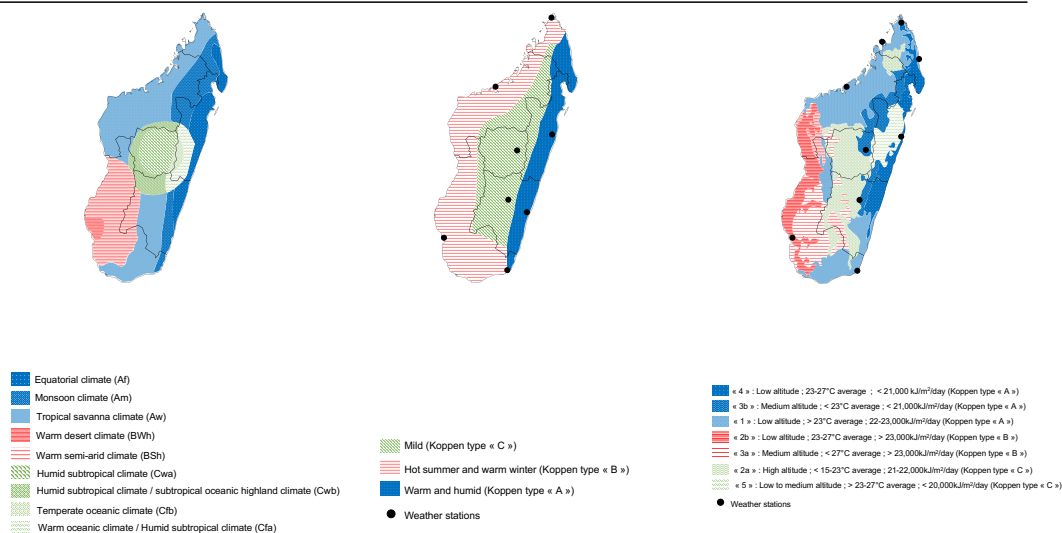 Equatorial climate (Af)
Monsoon climate (Am)
Tropical savanna climate (Aw)
Warm desert climate (BWh)
Warm semi-arid climate (BSh)
Humid subtropical climate (Cwa)
Humid subtropical climate / subtropical oceanic highland climate (Cwb)
Temperate oceanic climate (Cfb)
Warm oceanic climate / Humid subtropical climate (Cfa)
Mild (Koppen type « C »)
Hot summer and warm winter (Koppen type « B »)
Warm and humid (Koppen type « A »)
Weather stations
« 4 » : Low altitude ; 23-27°C average ; < 21,000 kJ/m²/day (Koppen type « A »)
« 3b » : Medium altitude ; < 23°C average ; < 21,000kJ/m²/day (Koppen type « A »)
« 1 » : Low altitude ; > 23°C average ; 22-23,000kJ/m²/day (Koppen type « A »)
« 2b » : Low altitude ; 23-27°C average ; > 23,000kJ/m²/day (Koppen type « B »)
« 3a » : Medium altitude ; < 27°C average ; > 23,000kJ/m²/day (Koppen type « B »)
« 2a » : High altitude ; < 15-23°C average ; 21-22,000kJ/m²/day (Koppen type « C »)
« 5 » : Low to medium altitude ; > 23-27°C average ; < 20,000kJ/m²/day (Koppen type « C »)
Weather stations